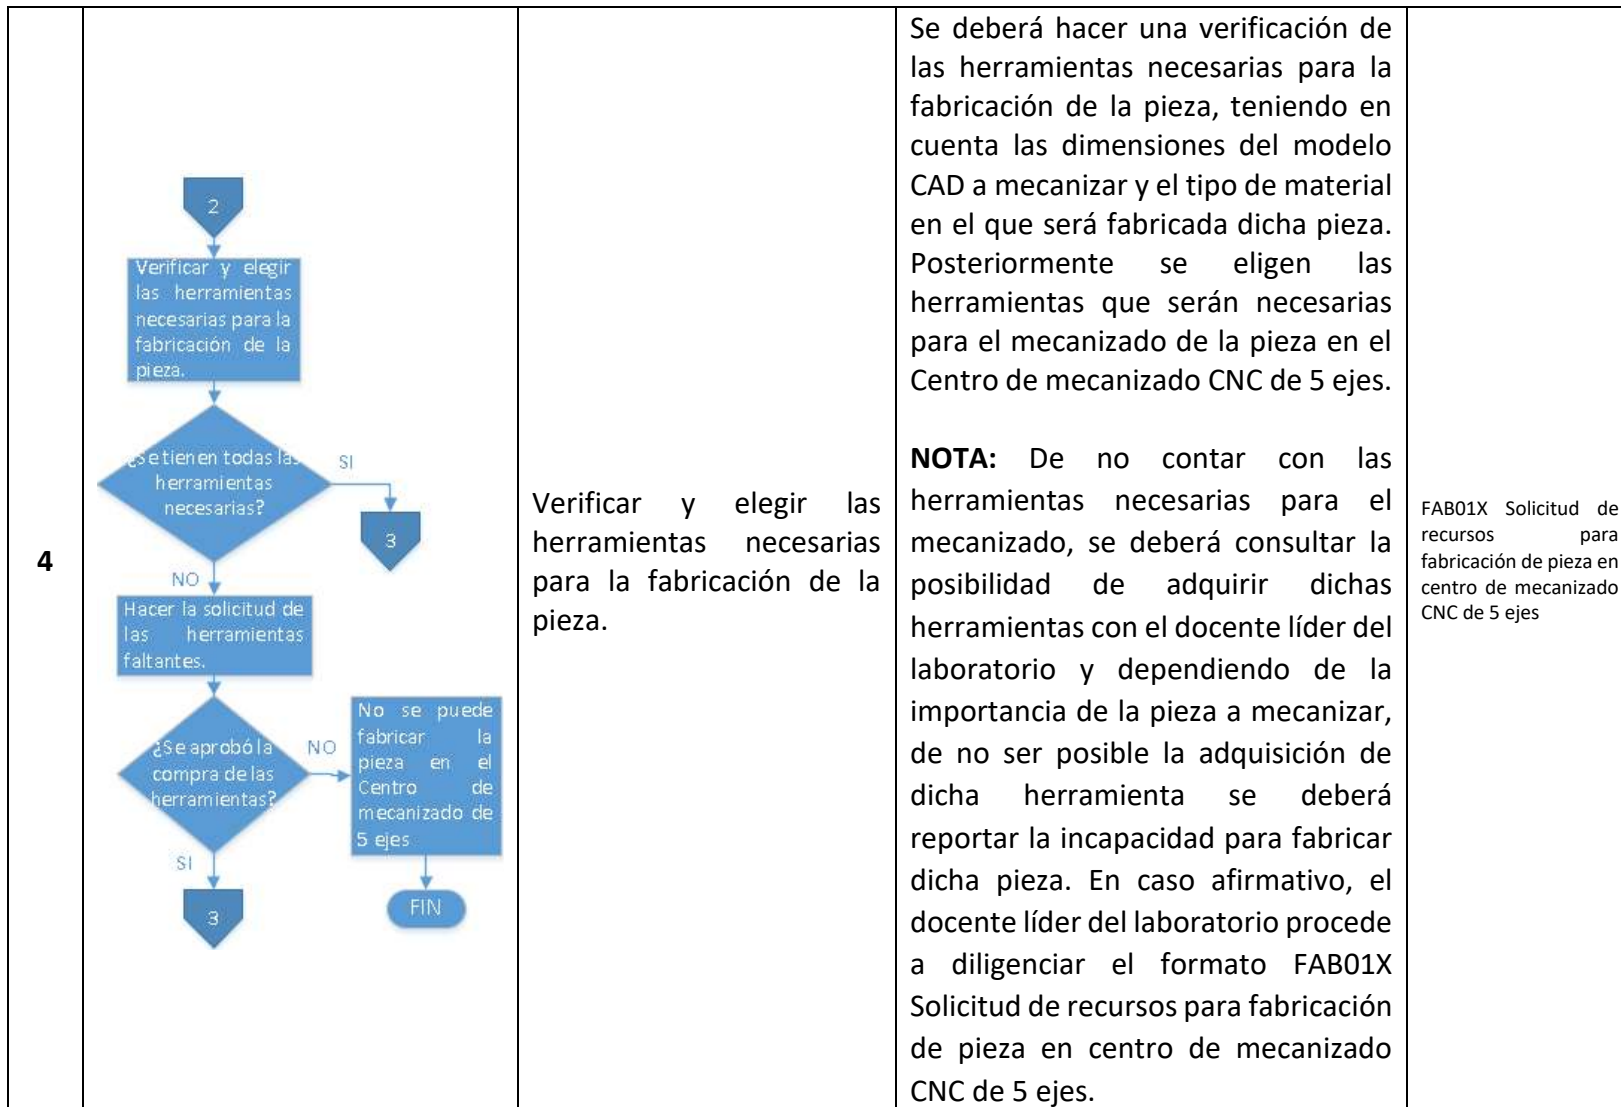 4
2
Verificar y elegir
las herramientas
necesarias para la
fabricación de la
pieza.
¿Se tienen todas las
herramientas
necesarias?
SI
3
NO
Hacer la solicitud de
las herramientas
faltantes.
¿Se aprobó la
compra de las
herramientas?
NO
No se puede
fabricar la
pieza en el
Centro de
mecanizado de
5 ejes
SI
3
FIN
Verificar y elegir las
herramientas necesarias
para la fabricación de la
pieza.
Se deberá hacer una verificación de
las herramientas necesarias para la
fabricación de la pieza, teniendo en
cuenta las dimensiones del modelo
CAD a mecanizar y el tipo de material
en el que será fabricada dicha pieza.
Posteriormente se eligen las
herramientas que serán necesarias
para el mecanizado de la pieza en el
Centro de mecanizado CNC de 5 ejes.
NOTA: De no contar con las
herramientas necesarias para el
mecanizado, se deberá consultar la
posibilidad de adquirir dichas
herramientas con el docente líder del
laboratorio y dependiendo de la
importancia de la pieza a mecanizar,
de no ser posible la adquisición de
dicha herramienta se deberá
reportar la incapacidad para fabricar
dicha pieza. En caso afirmativo, el
docente líder del laboratorio procede
a diligenciar el formato FAB01X
Solicitud de recursos para fabricación
de pieza en centro de mecanizado
CNC de 5 ejes.
FAB01X Solicitud de
recursos para
fabricación de pieza en
centro de mecanizado
CNC de 5 ejes